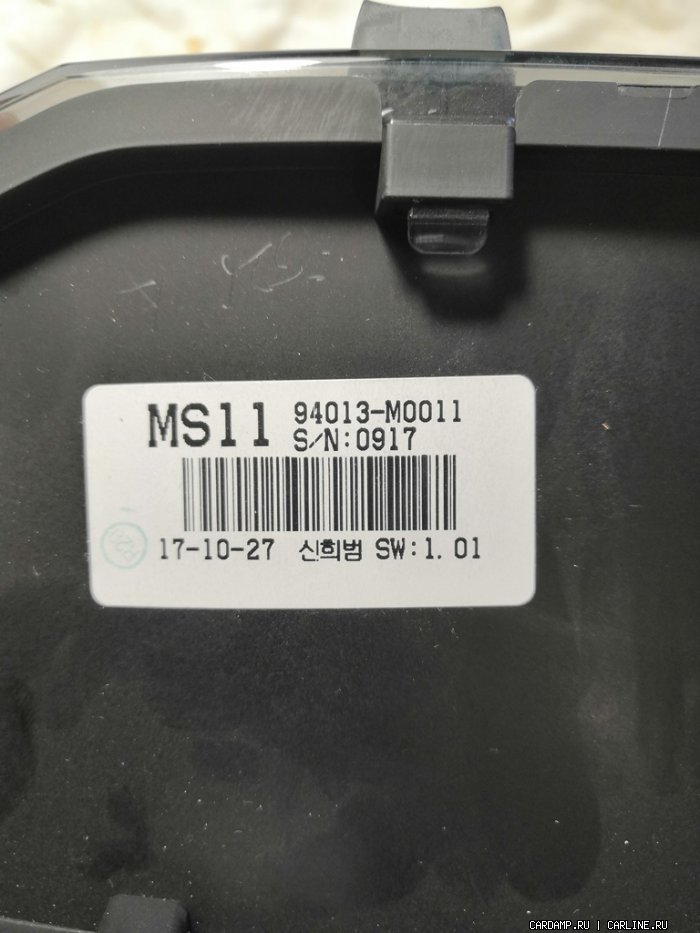 MS11 94013-M0011
S/N:0917
17-10-27 신희범 SW:1.01
CARDAMP.RU | CARLINE.RU